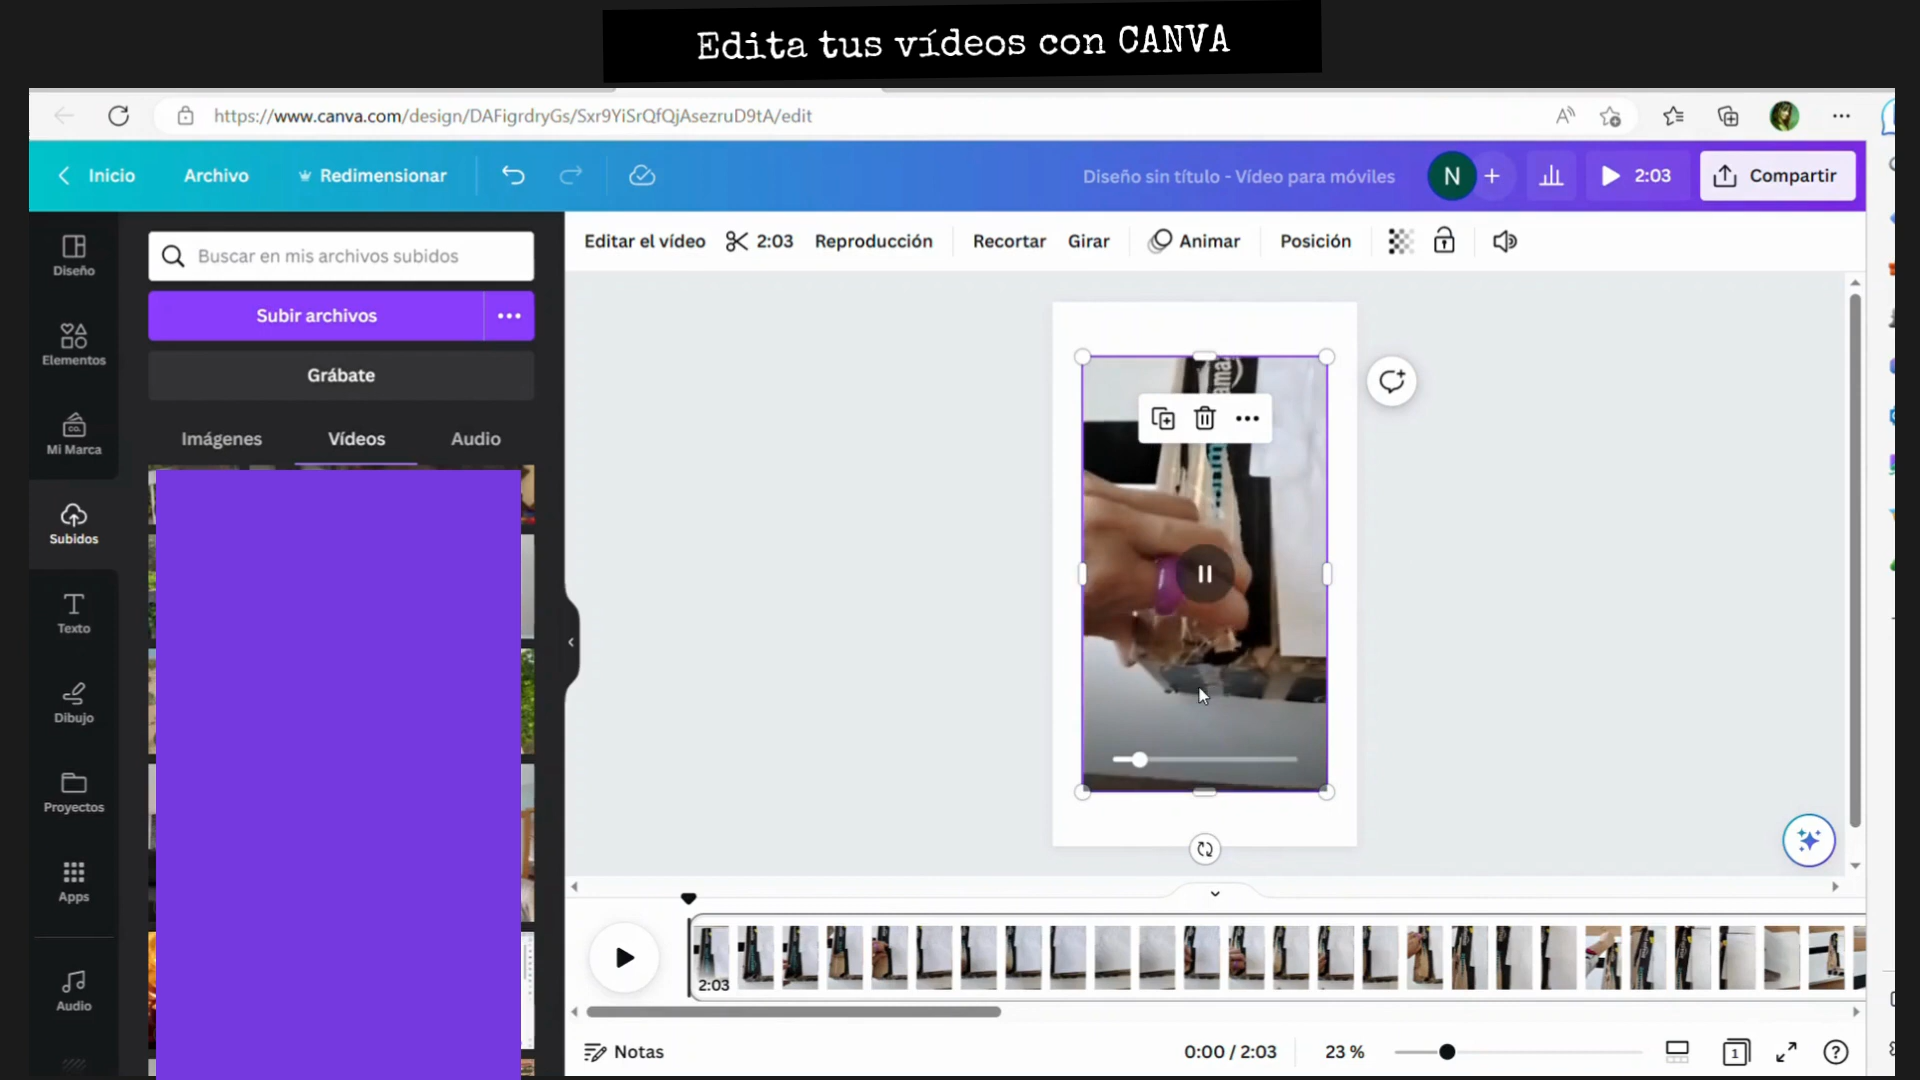 Edita tus vídeos con CANVA
https://www.canva.com/design/DAFigrdryGs/Sxr9YiSrQfQjAsezruD9tA/edit
Inicio
Archivo
Redimensionar
Diseño sin título - Vídeo para móviles
N
2:03
Compartir
Diseño
Elementos
Mi Marca
Subidos
Texto
Dibujo
Proyectos
Apps
Audio
Buscar en mis archivos subidos
Subir archivos
Grábate
Imágenes
Vídeos
Audio
Editar el vídeo
2:03
Reproducción
Recortar
Girar
Animar
Posición
2:03
Notas
0:00 / 2:03
23 %
1